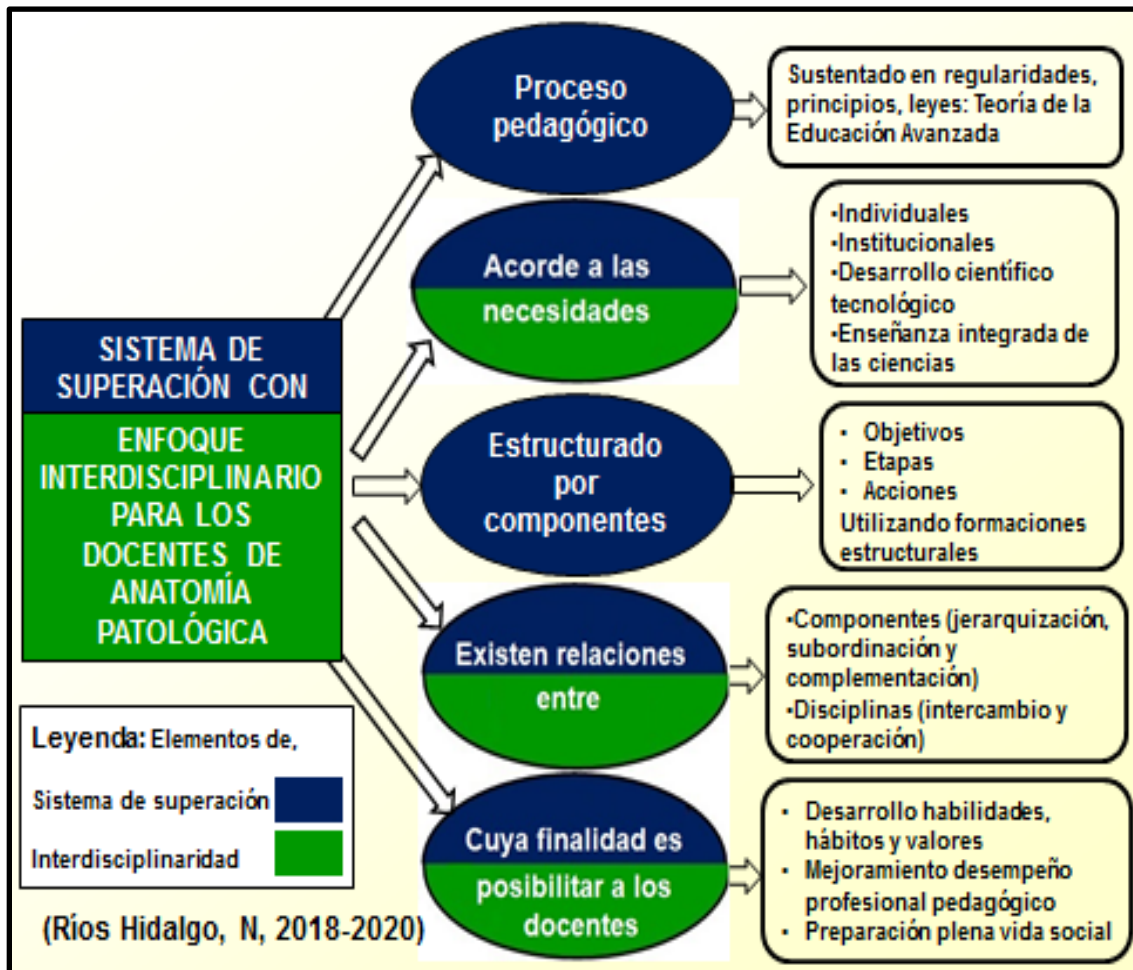 Proceso
pedagógico
Sustentado en regularidades,
principios, leyes: Teoría de la
Educación Avanzada
Acorde a las
necesidades
•Individuales
•Institucionales
•Desarrollo científico
tecnológico
•Enseñanza integrada de
las ciencias
SISTEMA DE
SUPERACIÓN CON
ENFOQUE
INTERDISCIPLINARIO
PARA LOS
DOCENTES DE
ANATOMÍA
PATOLÓGICA
Estructurado
por
componentes
• Objetivos
• Etapas
• Acciones
Utilizando formaciones
estructurales
Existen relaciones
entre
•Componentes (jerarquización,
subordinación y
complementación)
•Disciplinas (intercambio y
cooperación)
Leyenda: Elementos de,
Sistema de superación
Interdisciplinaridad
Cuya finalidad es
posibilitar a los
docentes
• Desarrollo habilidades,
hábitos y valores
• Mejoramiento desempeño
profesional pedagógico
• Preparación plena vida social
(Ríos Hidalgo, N, 2018-2020)